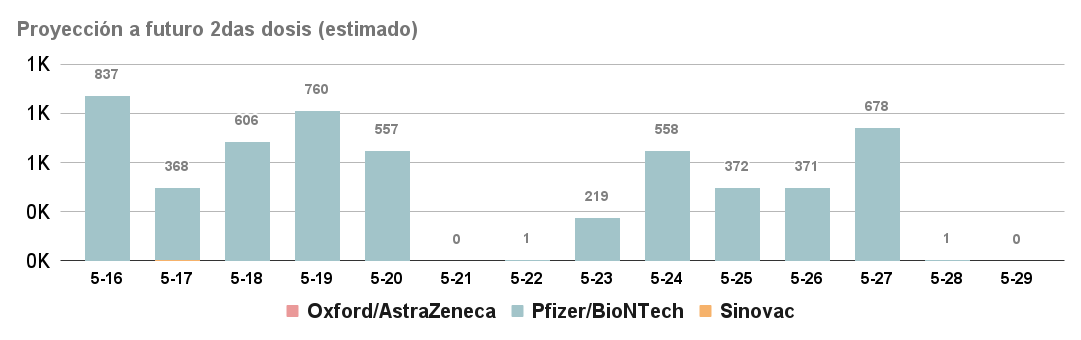 Proyección a futuro 2das dosis (estimado)
1K
837
760
1K
678
606
557
558
1K
368
372
371
219
0K
0
1
1
0
0K
5-16 5-17 5-18 5-19 5-20 5-21 5-22 5-23 5-24 5-25 5-26 5-27 5-28 5-29
Oxford/AstraZeneca Pfizer/BioNTech Sinovac